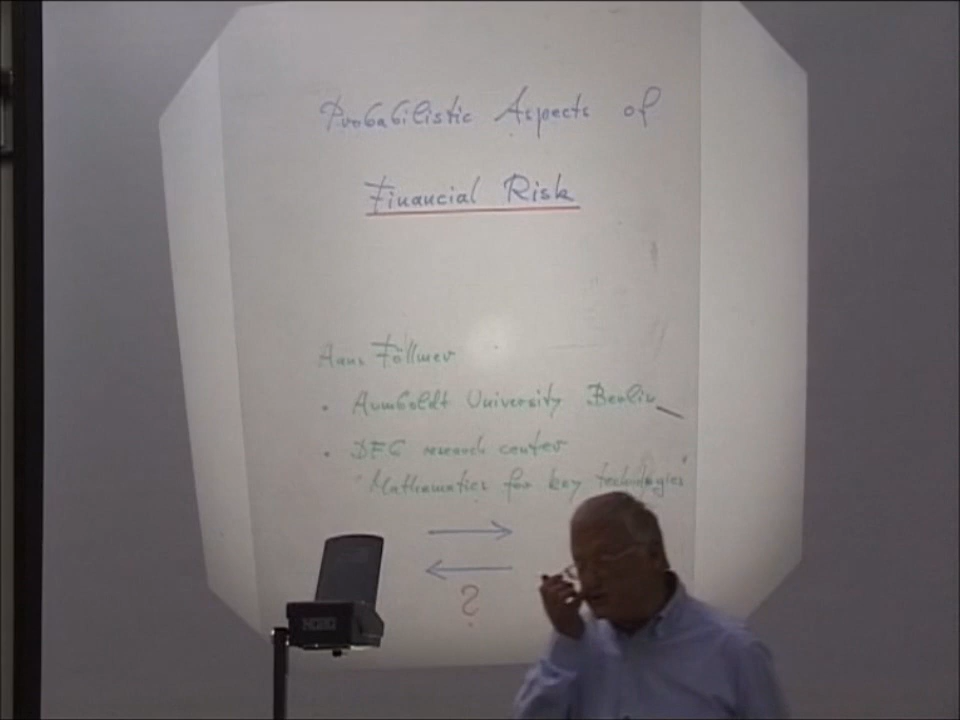 Probabilistic Aspects of
Financial Risk
Hans Föllmer
• Humboldt University Berlin
• DFG research center
"Mathematics for key technologies"
?